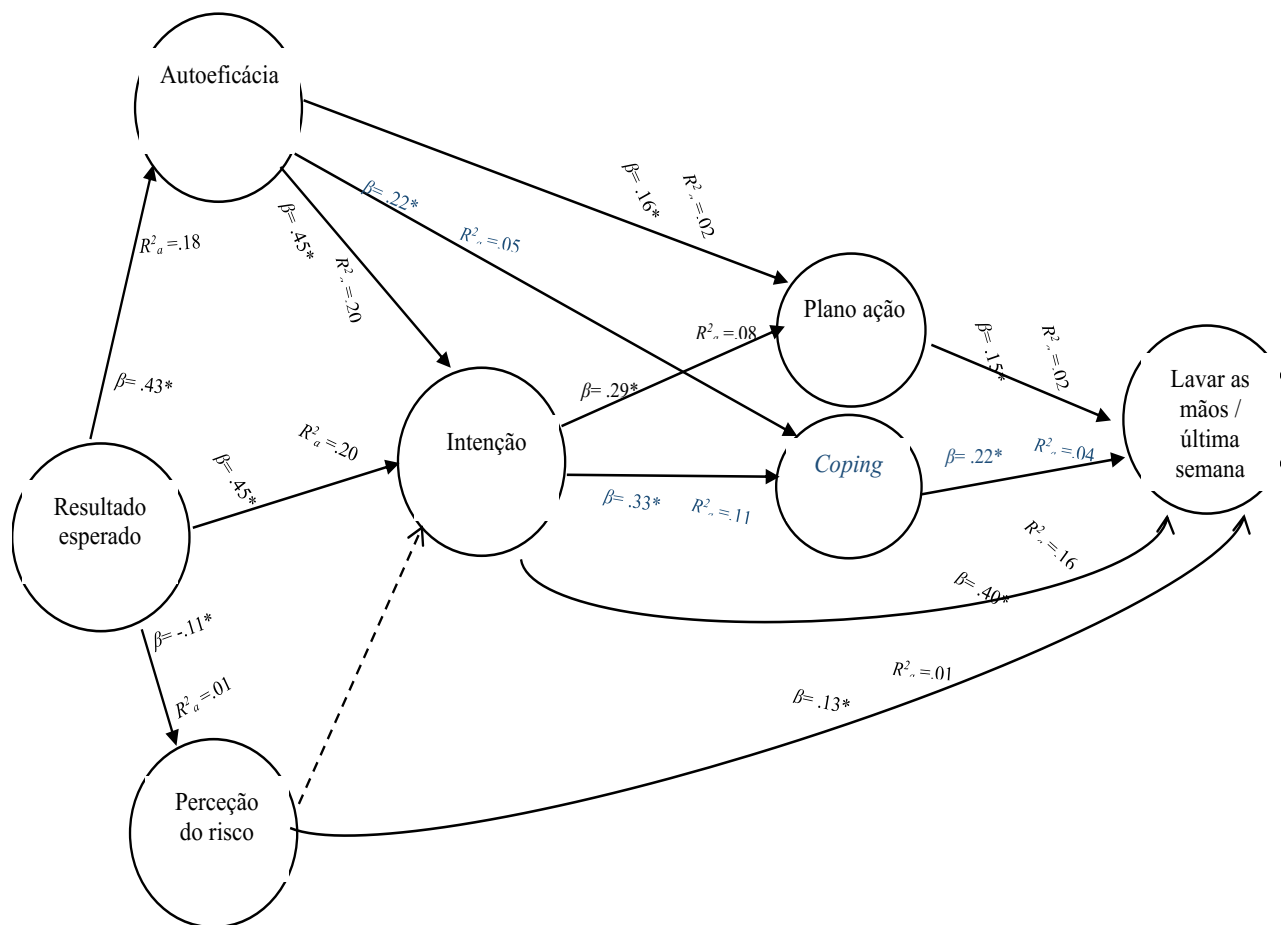 Autoeficácia
β= .16*
R²ₐ =.02
β= .22*
R²ₐ =.05
β= .45*
R²ₐ =.20
R²ₐ =.18
β= .43*
Plano ação
R²ₐ =.08
β= .29*
β= .15*
R²ₐ =.02
Lavar as
mãos /
última
semana
Intenção
R²ₐ =.20
β= .45*
Coping
β= .22*
R²ₐ =.04
β= .33*
R²ₐ =.11
Resultado
esperado
R²ₐ =.16
β= .40*
β= -.11*
R²ₐ =.01
R²ₐ =.01
β= .13*
Perceção
do risco